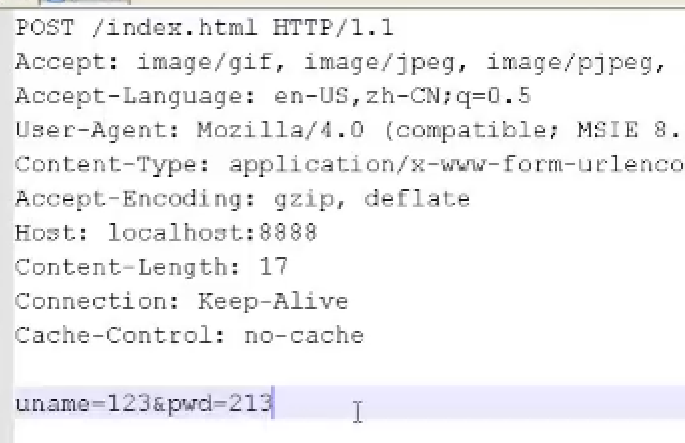 POST /index.html HTTP/1.1
Accept: image/gif, image/jpeg, image/pjpeg,
Accept-Language: en-US,zh-CN;q=0.5
User-Agent: Mozilla/4.0 (compatible; MSIE 8.
Content-Type: application/x-www-form-urlenco
Accept-Encoding: gzip, deflate
Host: localhost:8888
Content-Length: 17
Connection: Keep-Alive
Cache-Control: no-cache
uname=123&pwd=213